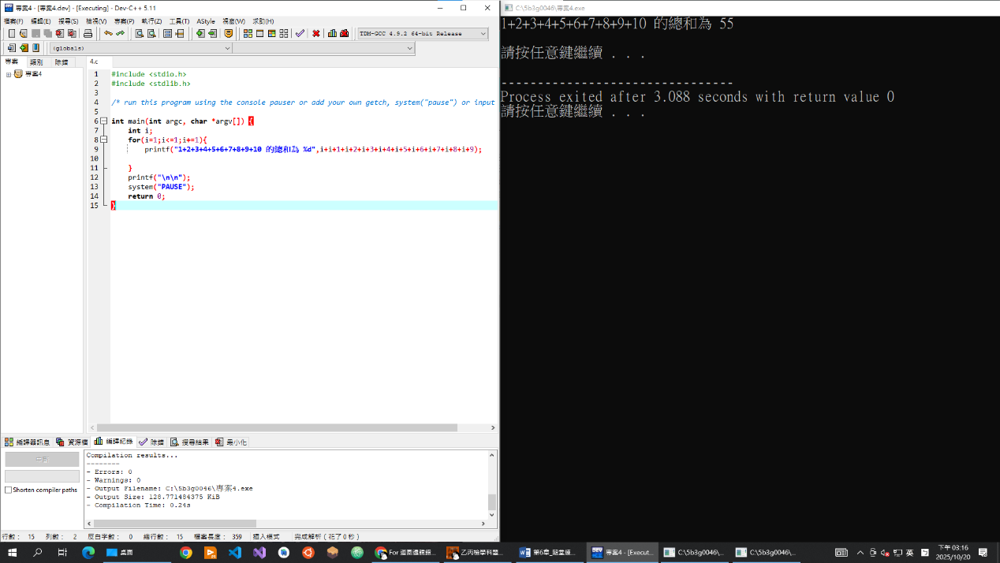 專案4 - [專案4.dev] - [Executing] - Dev-C++ 5.11
檔案(F) 編輯(E) 搜尋(S) 檢視(V) 專案(P) 執行(Z) 工具(T) AStyle 視窗(W) 求助(H)
TDM-GCC 4.9.2 64-bit Release
(globals)
專案 類別 除錯
4.c
專案4
1 #include <stdio.h>
2 #include <stdlib.h>
3
4 /* run this program using the console pauser or add your own getch, system("pause") or input
5
6 int main(int argc, char *argv[]) {
7 int i;
8 for(i=1;i<=1;i+=1){
9 printf("1+2+3+4+5+6+7+8+9+10 的總和為 %d",i+i+1+i+2+i+3+i+4+i+5+i+6+i+7+i+8+i+9);
10
11 }
12 printf("\n\n");
13 system("PAUSE");
14 return 0;
15 }
編譯器訊息 資源檔 編譯紀錄 除錯 搜尋結果 最小化
中止
Shorten compiler paths
Compilation results...
--------
- Errors: 0
- Warnings: 0
- Output Filename: C:\5b3g0046\專案4.exe
- Output Size: 128.771484375 KiB
- Compilation Time: 0.24s
行數： 15 列數： 2 反白字數： 0 總行數： 15 檔案長度： 359 插入模式 完成解析 ( 花了0 秒 )
C:\5b3g0046\專案4.exe
1+2+3+4+5+6+7+8+9+10 的總和為 55
請按任意鍵繼續 . . .
--------------------------------
Process exited after 3.088 seconds with return value 0
請按任意鍵繼續 . . .
桌面
乙丙檢學科題...
專案4 - [Execut...
C:\5b3g0046\...
C:\5b3g0046\...
英
下午 03:16
2025/10/20